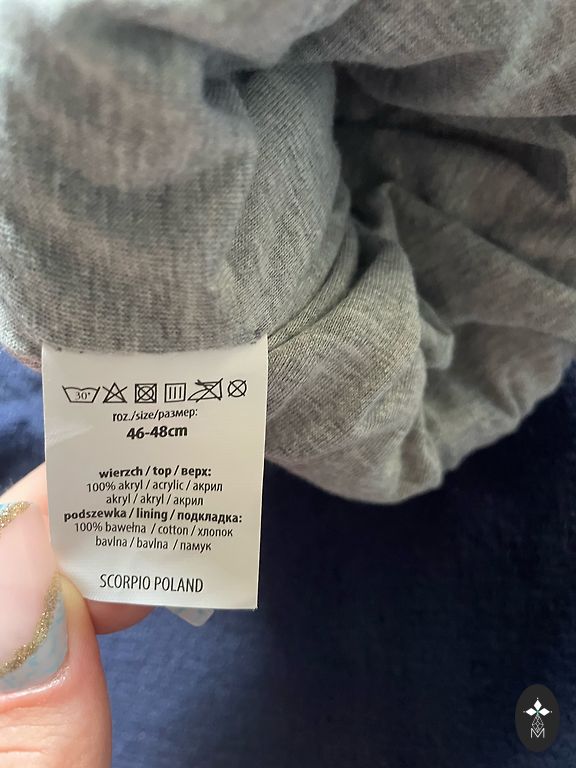 30°
roz./size/размер:
46-48cm
wierzch / top / верх:
100% akryl / acrylic / акрил
akryl / akryl / акрил
podszewka / lining / подкладка:
100% bawełna / cotton / хлопок
bavlna / bavlna / памук
SCORPIO POLAND
M